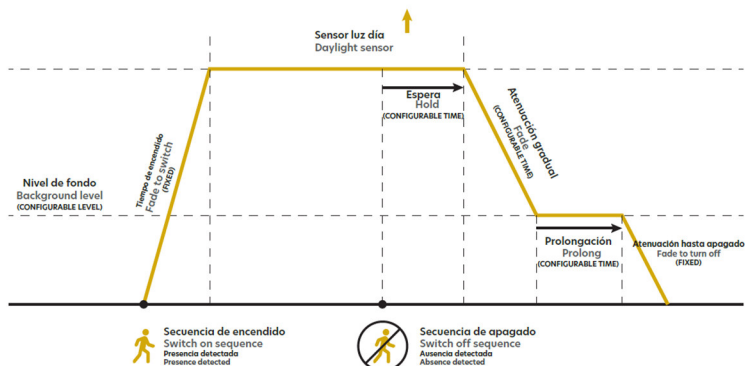 Sensor luz día
Daylight sensor
Espera
Hold
(CONFIGURABLE TIME)
Atenuación gradual
Fade
(CONFIGURABLE TIME)
Tiempo de encendido
Fade to switch
(FIXED)
Nivel de fondo
Background level
(CONFIGURABLE LEVEL)
Prolongación
Prolong
(CONFIGURABLE TIME)
Atenuación hasta apagado
Fade to turn off
(FIXED)
Secuencia de encendido
Switch on sequence
Presencia detectada
Presence detected
Secuencia de apagado
Switch off sequence
Ausencia detectada
Absence detected